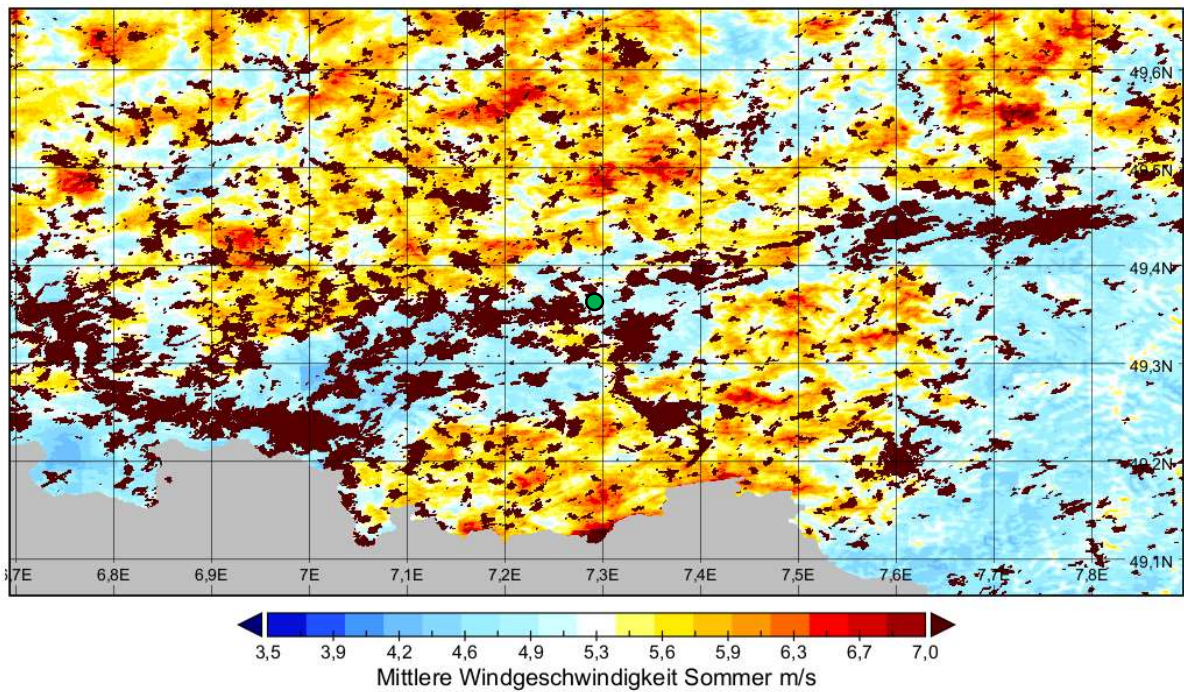 49,6N
49,5N
49,4N
49,3N
49,2N
49,1N
6,7E 6,8E 6,9E 7E 7,1E 7,2E 7,3E 7,4E 7,5E 7,6E 7,7E 7,8E
3,5 3,9 4,2 4,6 4,9 5,3 5,6 5,9 6,3 6,7 7,0
Mittlere Windgeschwindigkeit Sommer m/s